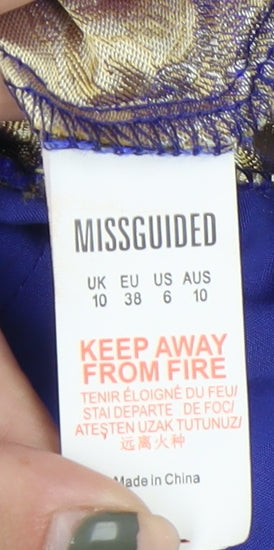 MISSGUIDED
UK EU US AUS
10 38 6 10
KEEP AWAY
FROM FIRE
TENIR ÉLOIGNÉ DU FEU/
STAI DEPARTE DE FOC/
ATEŞTEN UZAK TUTUNUZ/
远离火种
Made in China